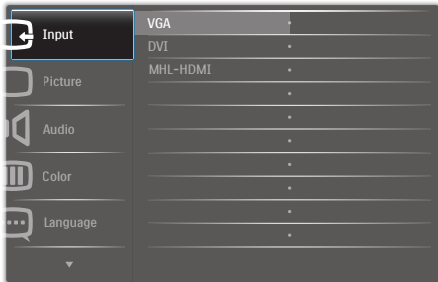 Input
Picture
Audio
Color
Language
VGA
DVI
MHL-HDMI